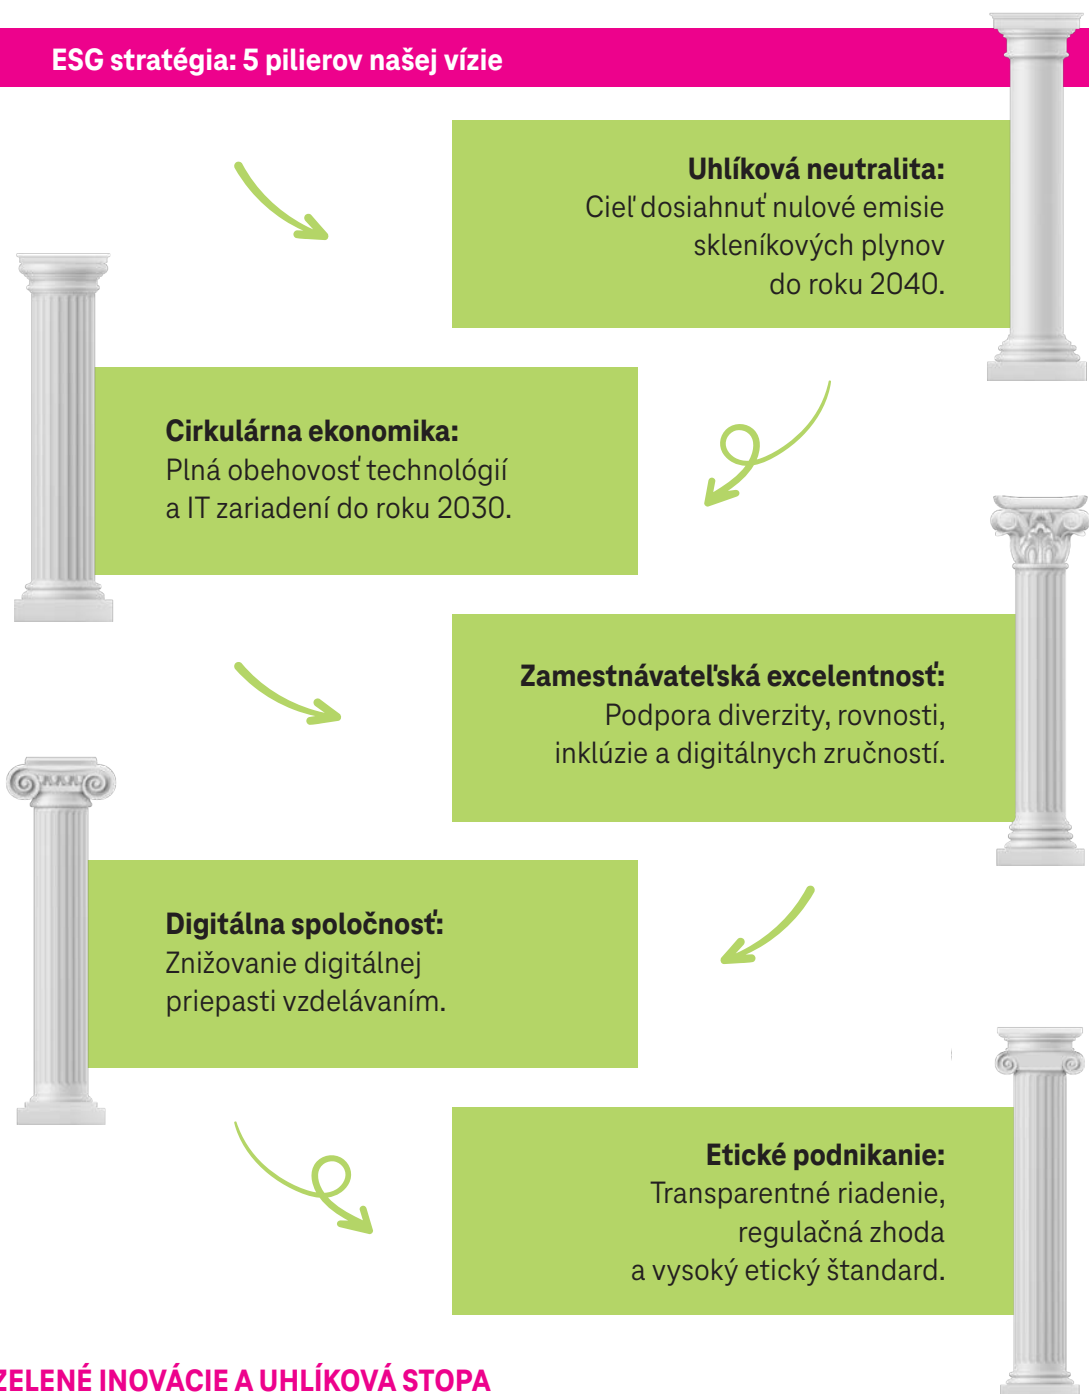 ESG stratégia: 5 pilierov našej vízie
Uhlíková neutralita:
Cieľ dosiahnuť nulové emisie
skleníkových plynov
do roku 2040.
Cirkulárna ekonomika:
Plná obehovosť technológií
a IT zariadení do roku 2030.
Zamestnávateľská excelentnosť:
Podpora diverzity, rovnosti,
inklúzie a digitálnych zručností.
Digitálna spoločnosť:
Znižovanie digitálnej
priepasti vzdelávaním.
Etické podnikanie:
Transparentné riadenie,
regulačná zhoda
a vysoký etický štandard.
ZELENÉ INOVÁCIE A UHLÍKOVÁ STOPA